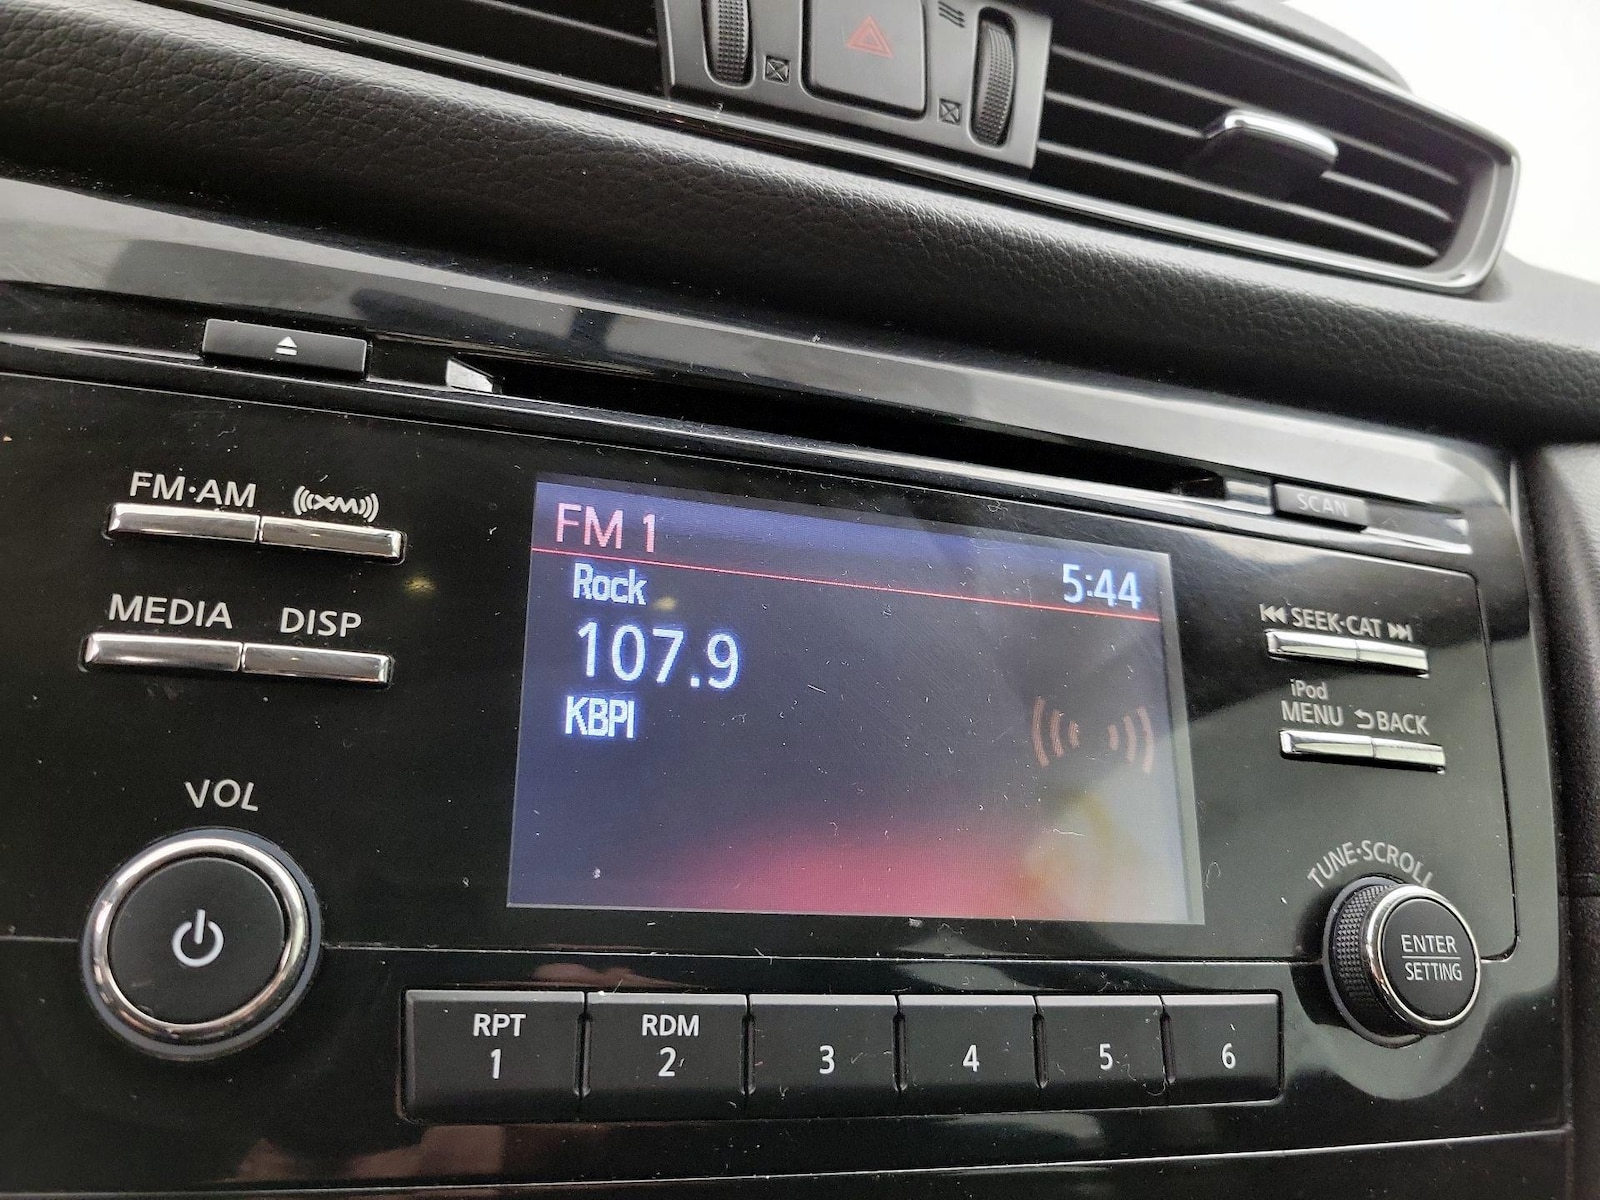 SCAN
FM·AM
XM
FM 1
Rock
5:44
107.9
KBPI
MEDIA
DISP
SEEK·CAT
iPod
MENU
BACK
VOL
TUNE·SCROLL
ENTER
SETTING
RPT
1
RDM
2
3
4
5
6